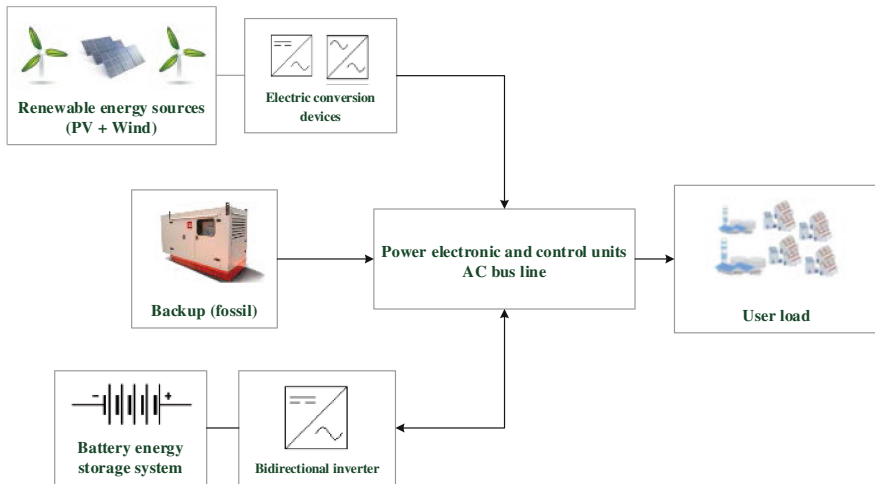 Renewable energy sources
(PV + Wind)
Electric conversion
devices
Backup (fossil)
Power electronic and control units
AC bus line
User load
- +
Battery energy
storage system
Bidirectional inverter